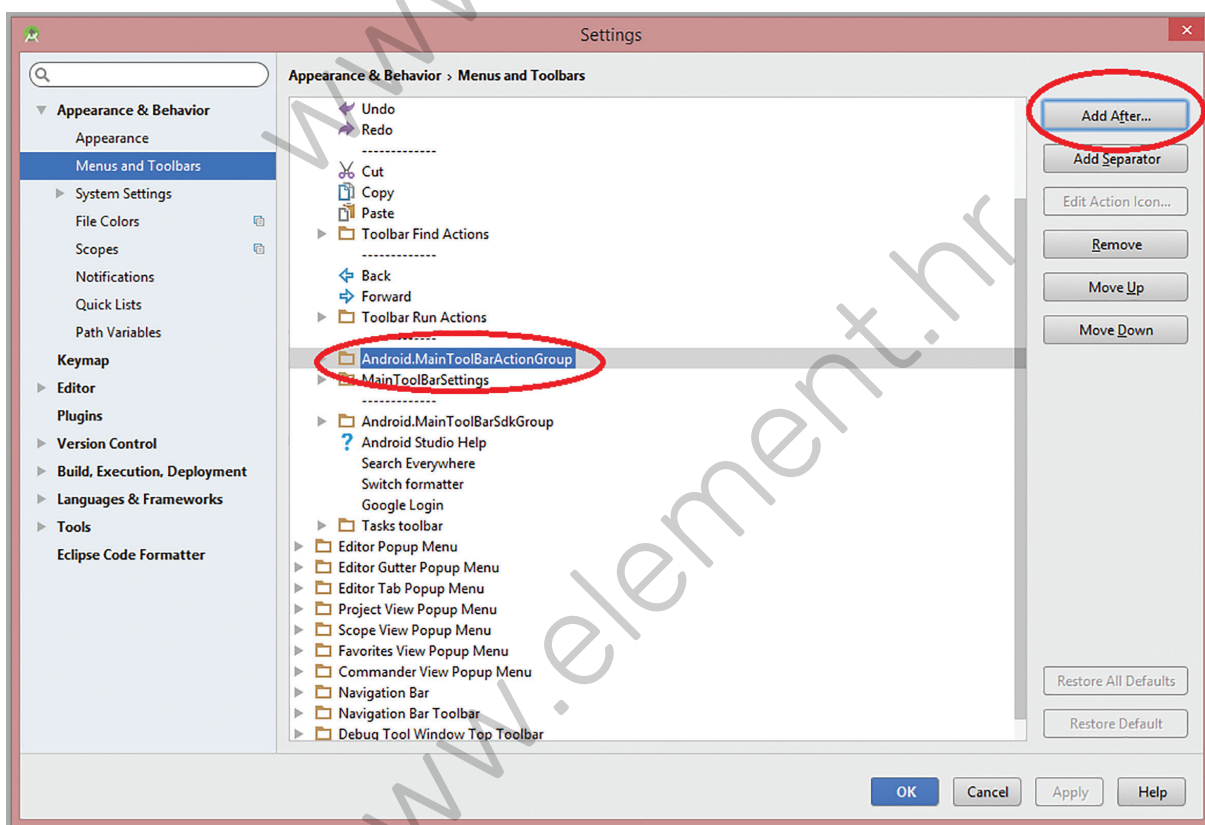 Settings
Appearance & Behavior
Appearance
Menus and Toolbars
System Settings
File Colors
Scopes
Notifications
Quick Lists
Path Variables
Keymap
Editor
Plugins
Version Control
Build, Execution, Deployment
Languages & Frameworks
Tools
Eclipse Code Formatter
Appearance & Behavior › Menus and Toolbars
Undo
Redo
-------------
Cut
Copy
Paste
Toolbar Find Actions
-------------
Back
Forward
Toolbar Run Actions
-------------
Android.MainToolBarActionGroup
MainToolBarSettings
-------------
Android.MainToolBarSdkGroup
? Android Studio Help
Search Everywhere
Switch formatter
Google Login
Tasks toolbar
Editor Popup Menu
Editor Gutter Popup Menu
Editor Tab Popup Menu
Project View Popup Menu
Scope View Popup Menu
Favorites View Popup Menu
Commander View Popup Menu
Navigation Bar
Navigation Bar Toolbar
Debug Tool Window Top Toolbar
Add After...
Add Separator
Edit Action Icon...
Remove
Move Up
Move Down
Restore All Defaults
Restore Default
OK
Cancel
Apply
Help
www.element.hr